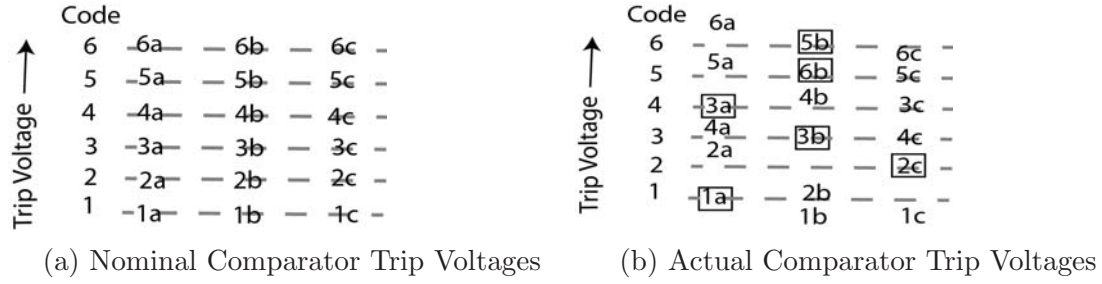 Code
6 6a 6b 6c
5 5a 5b 5c
4 4a 4b 4c
3 3a 3b 3c
2 2a 2b 2c
1 1a 1b 1c
Trip Voltage
(a) Nominal Comparator Trip Voltages
Code
6a
6 5b
6c
5a
5 6b 5c
4b
4 3a 3c
4a
3 3b 4c
2a
2 2c
1 1a 2b
1b 1c
Trip Voltage
(b) Actual Comparator Trip Voltages